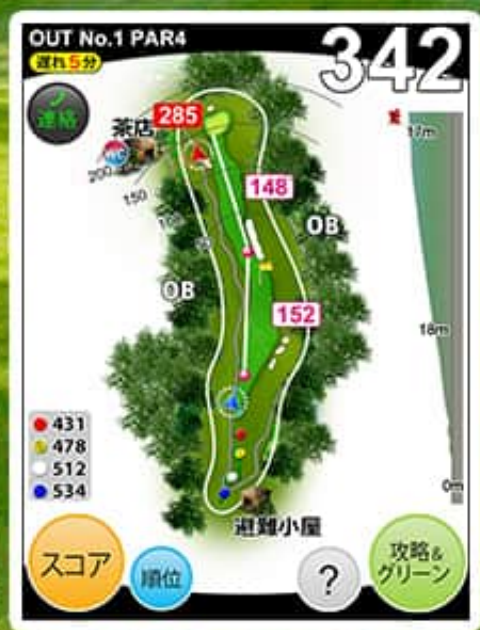 OUT No.1 PAR4
342
遅れ5分
連絡
茶店
285
200
150
148
OB
OB
152
17m
18m
0m
431
478
512
534
避難小屋
スコア
順位
?
攻略&
グリーン